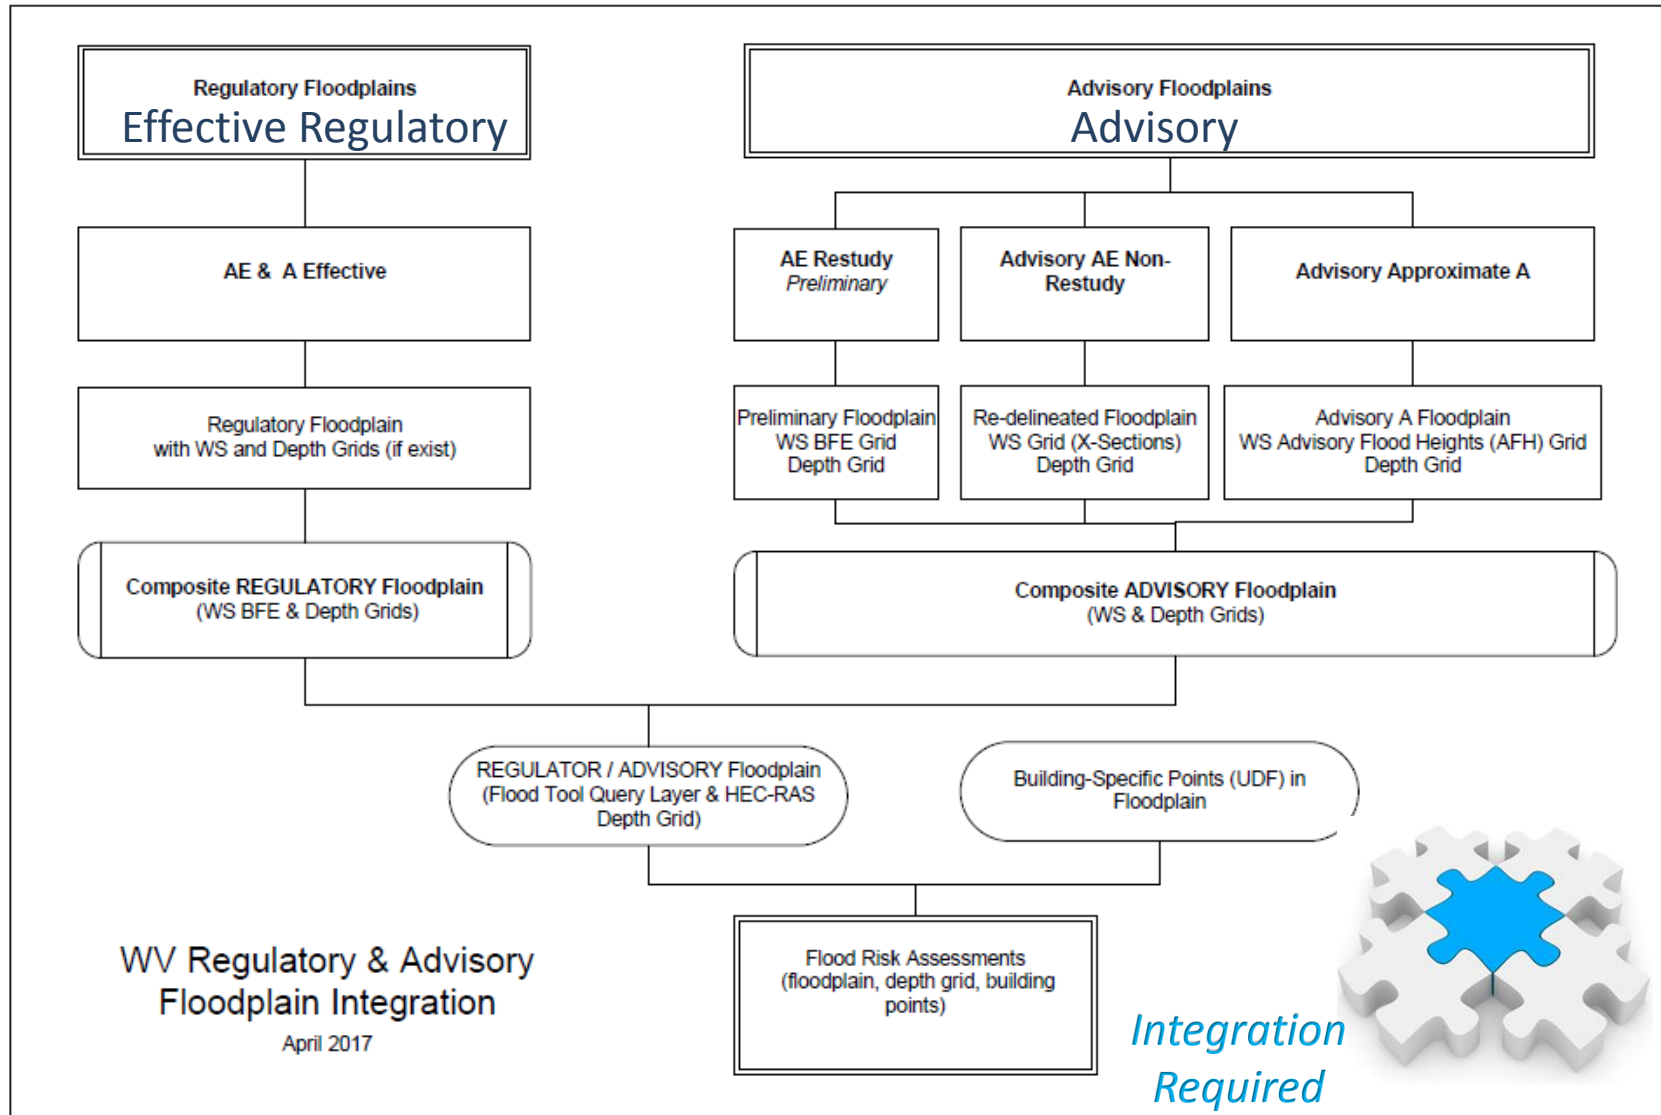 Regulatory Floodplains
Effective Regulatory
Advisory Floodplains
Advisory
AE & A Effective
AE Restudy
Preliminary
Advisory AE Non-
Restudy
Advisory Approximate A
Regulatory Floodplain
with WS and Depth Grids (if exist)
Preliminary Floodplain
WS BFE Grid
Depth Grid
Re-delineated Floodplain
WS Grid (X-Sections)
Depth Grid
Advisory A Floodplain
WS Advisory Flood Heights (AFH) Grid
Depth Grid
Composite REGULATORY Floodplain
(WS BFE & Depth Grids)
Composite ADVISORY Floodplain
(WS & Depth Grids)
REGULATOR / ADVISORY Floodplain
(Flood Tool Query Layer & HEC-RAS
Depth Grid)
Building-Specific Points (UDF) in
Floodplain
Flood Risk Assessments
(floodplain, depth grid, building
points)
WV Regulatory & Advisory
Floodplain Integration
April 2017
Integration
Required